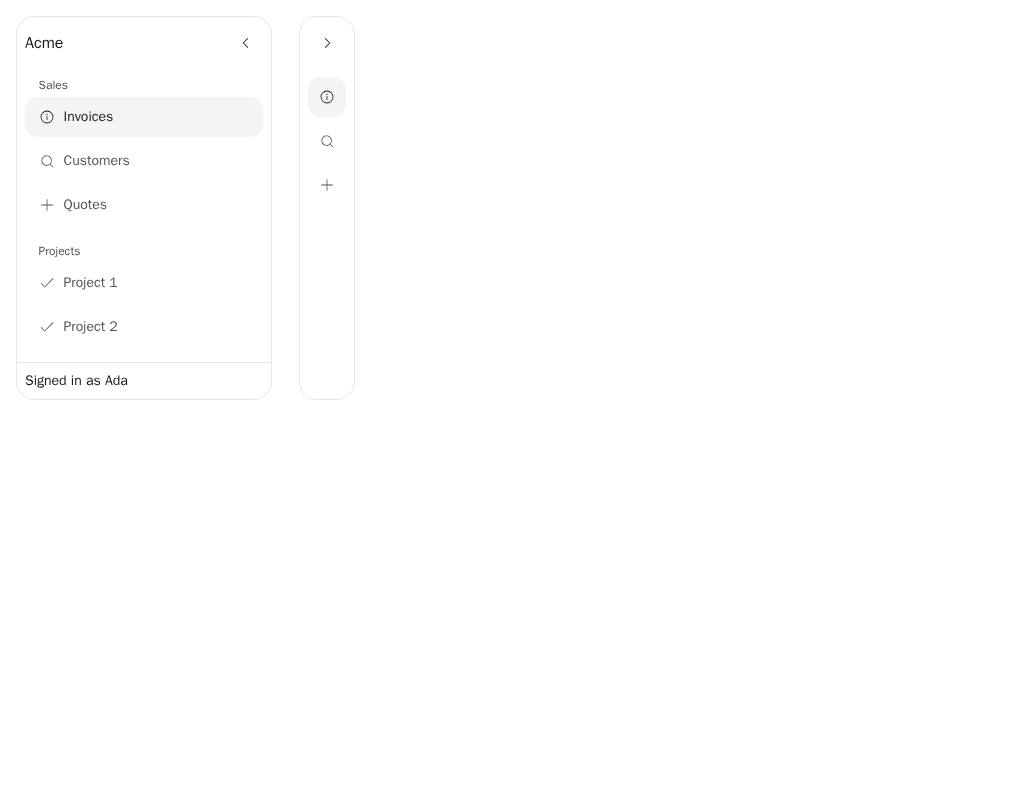 Acme
Sales
Invoices
Customers
Quotes
Projects
Project 1
Project 2
Signed in as Ada